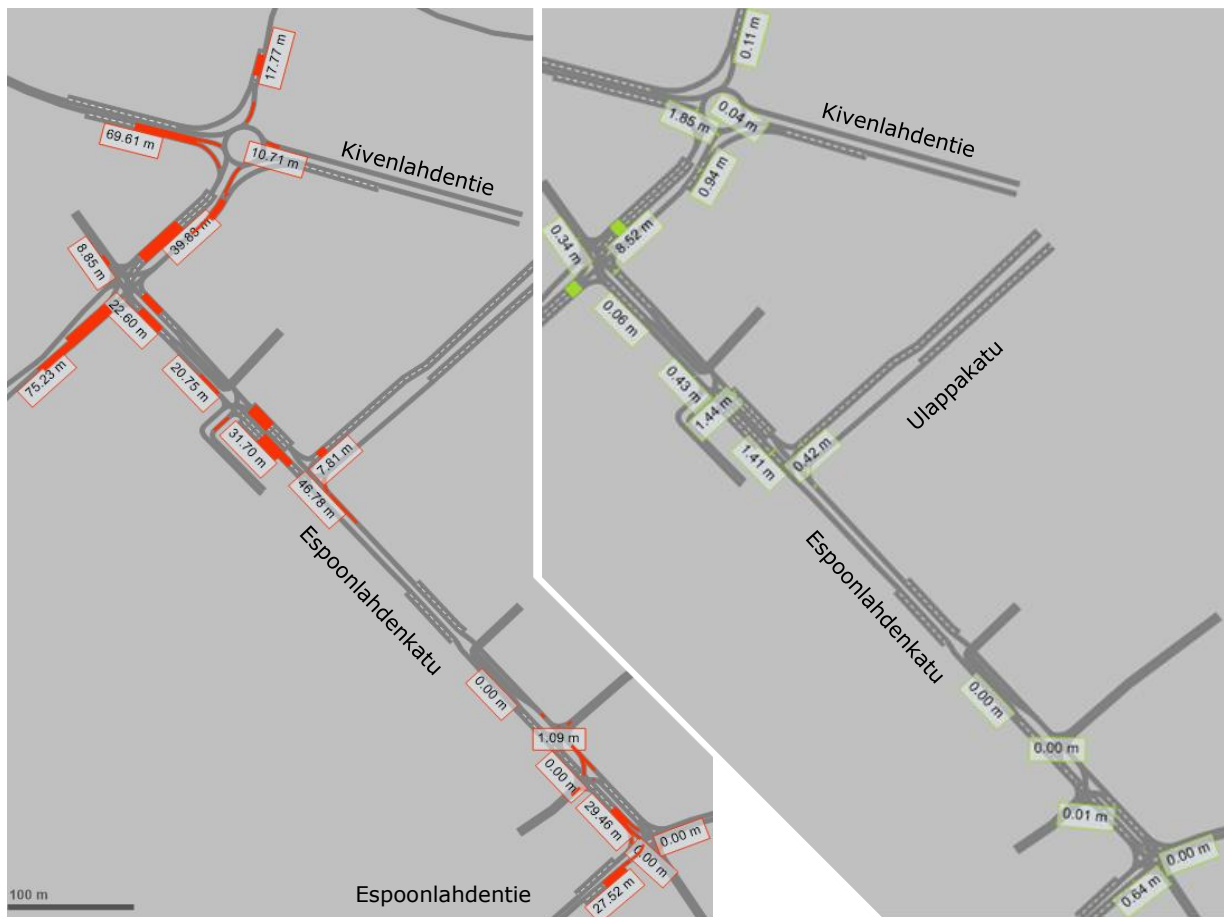 17.77 m
69.61 m
10.71 m
Kivenlahdentie
39.83 m
8.85 m
22.60 m
75.23 m
20.75 m
31.70 m
7.81 m
46.78 m
Espoonlahdenkatu
0.00 m
1.09 m
0.00 m
29.46 m
0.00 m
0.00 m
27.52 m
100 m
Espoonlahdentie
0.11 m
1.85 m
0.04 m
Kivenlahdentie
0.94 m
0.34 m
8.52 m
0.06 m
Ulappakatu
0.43 m
1.44 m
1.41 m
0.42 m
Espoonlahdenkatu
0.00 m
0.00 m
0.01 m
0.00 m
0.64 m